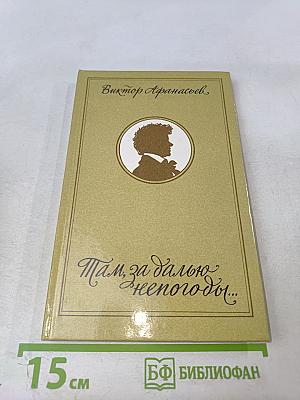 Виктор Афанасьев
Там, за далью
непогоды...
15 см
БФ БИБЛИОФАН